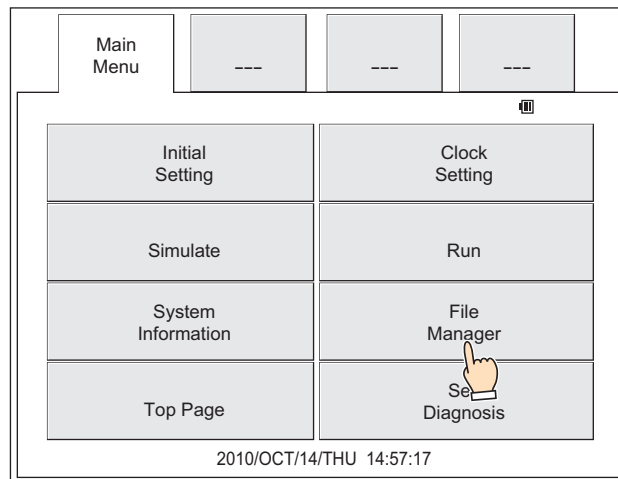 Main
Menu
---
---
---
Initial
Setting
Clock
Setting
Simulate
Run
System
Information
File
Manager
Top Page
Se
Diagnosis
2010/OCT/14/THU 14:57:17